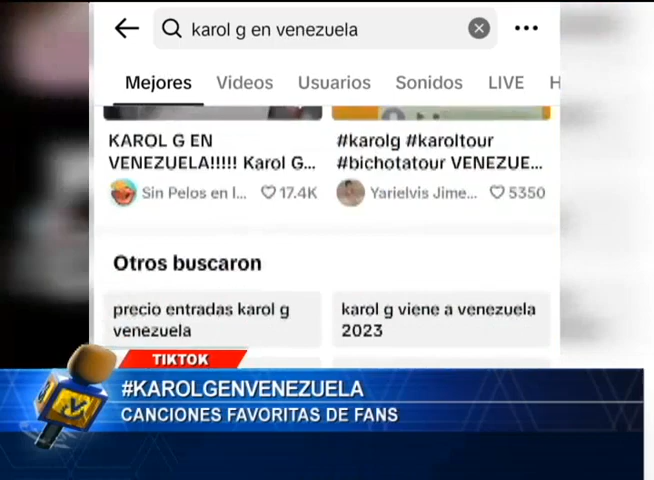 karol g en venezuela
Mejores Videos Usuarios Sonidos LIVE H
KAROL G EN
VENEZUELA!!!!! Karol G...
Sin Pelos en l... 17.4K
#karolg #karoltour
#bichotatour VENEZUE...
Yarielvis Jime... 5350
Otros buscaron
precio entradas karol g
venezuela
karol g viene a venezuela
2023
TIKTOK
#KAROLGENVENEZUELA
CANCIONES FAVORITAS DE FANS